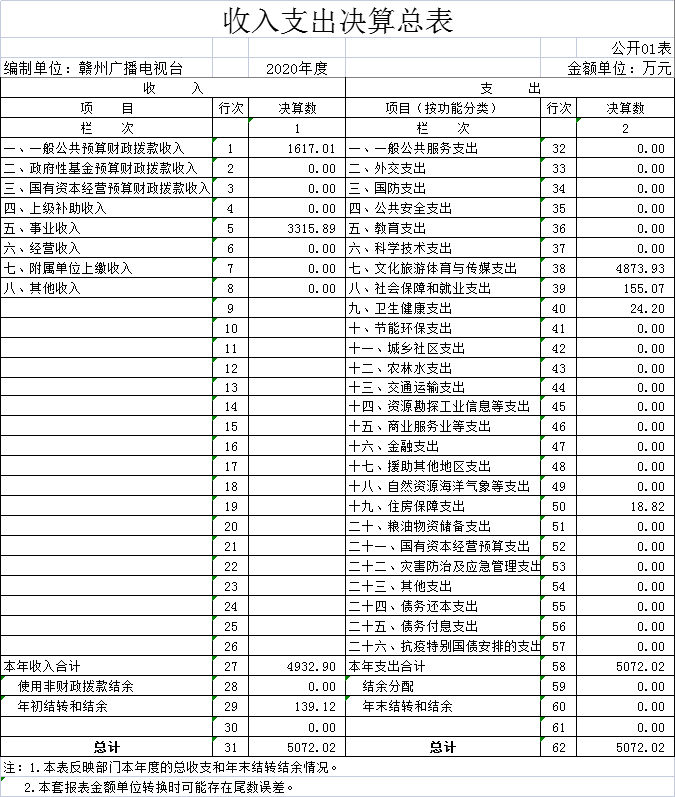 收入支出决算总表
公开01表
编制单位：赣州广播电视台 2020年度 金额单位：万元
收 入 支 出
项 目 行次 决算数 项目（按功能分类） 行次 决算数
栏 次 1 栏 次 2
一、一般公共预算财政拨款收入 1 1617.01 一、一般公共服务支出 32 0.00
二、政府性基金预算财政拨款收入 2 0.00 二、外交支出 33 0.00
三、国有资本经营预算财政拨款收入 3 0.00 三、国防支出 34 0.00
四、上级补助收入 4 0.00 四、公共安全支出 35 0.00
五、事业收入 5 3315.89 五、教育支出 36 0.00
六、经营收入 6 0.00 六、科学技术支出 37 0.00
七、附属单位上缴收入 7 0.00 七、文化旅游体育与传媒支出 38 4873.93
八、其他收入 8 0.00 八、社会保障和就业支出 39 155.07
9 九、卫生健康支出 40 24.20
10 十、节能环保支出 41 0.00
11 十一、城乡社区支出 42 0.00
12 十二、农林水支出 43 0.00
13 十三、交通运输支出 44 0.00
14 十四、资源勘探工业信息等支出 45 0.00
15 十五、商业服务业等支出 46 0.00
16 十六、金融支出 47 0.00
17 十七、援助其他地区支出 48 0.00
18 十八、自然资源海洋气象等支出 49 0.00
19 十九、住房保障支出 50 18.82
20 二十、粮油物资储备支出 51 0.00
21 二十一、国有资本经营预算支出 52 0.00
22 二十二、灾害防治及应急管理支出 53 0.00
23 二十三、其他支出 54 0.00
24 二十四、债务还本支出 55 0.00
25 二十五、债务付息支出 56 0.00
26 二十六、抗疫特别国债安排的支出 57 0.00
本年收入合计 27 4932.90 本年支出合计 58 5072.02
使用非财政拨款结余 28 0.00 结余分配 59 0.00
年初结转和结余 29 139.12 年末结转和结余 60 0.00
30 0.00 61 0.00
总计 31 5072.02 总计 62 5072.02
注：1.本表反映部门本年度的总收支和年末结转结余情况。
2.本套报表金额单位转换时可能存在尾数误差。